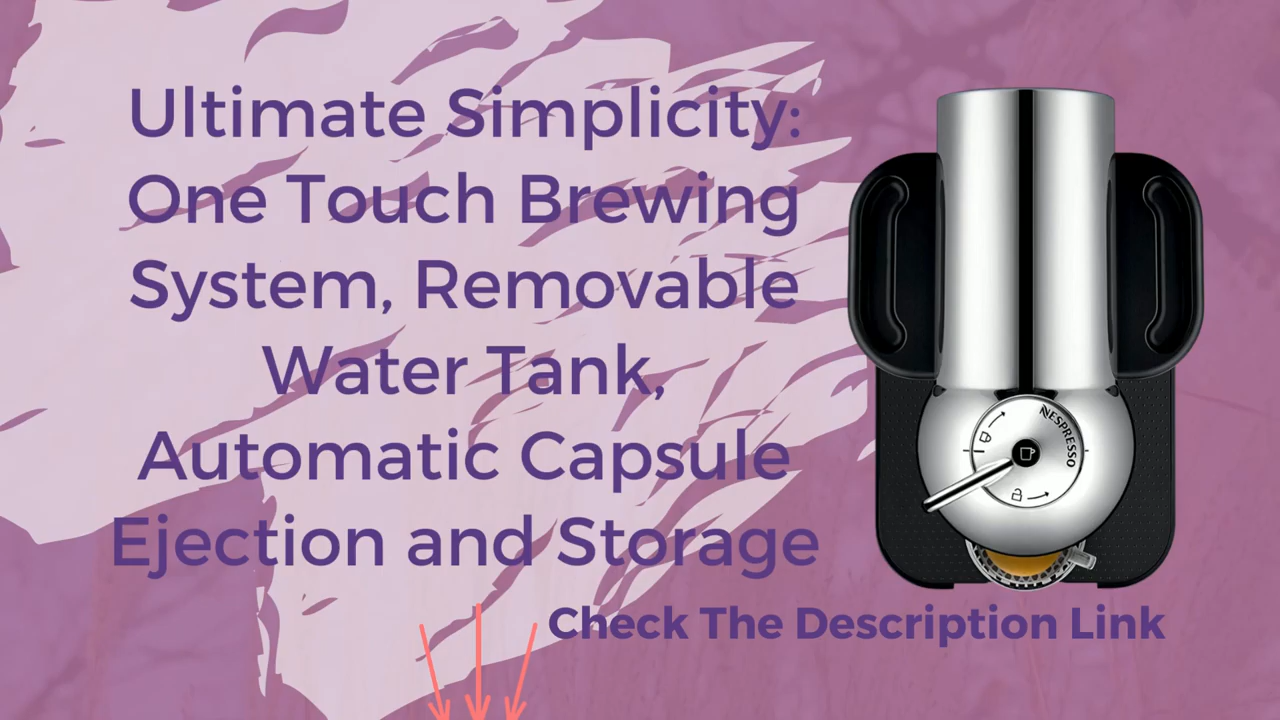 Ultimate Simplicity:
One Touch Brewing
System, Removable
Water Tank,
Automatic Capsule
Ejection and Storage
NESPRESSO
Check The Description Link